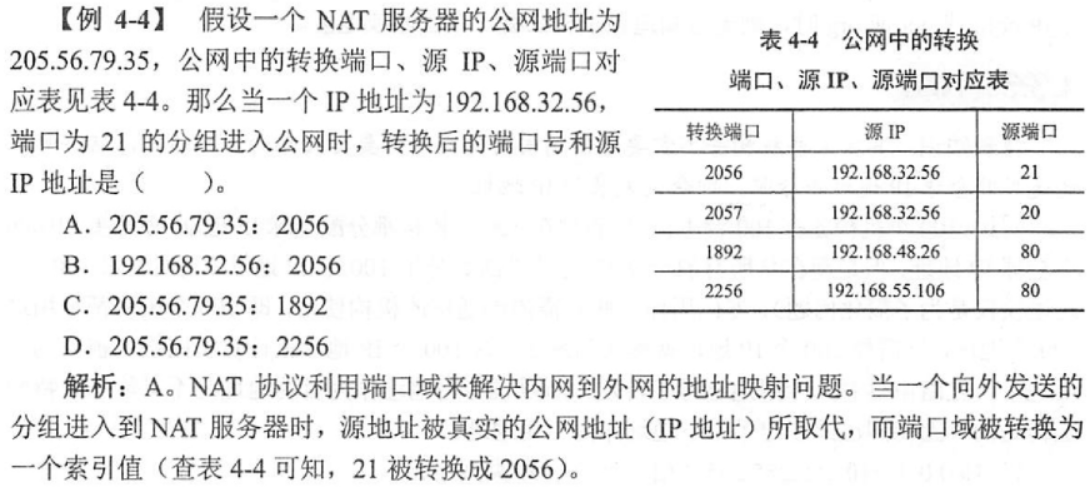 【例 4-4】 假设一个 NAT 服务器的公网地址为
205.56.79.35，公网中的转换端口、源 IP、源端口对
应表见表 4-4。那么当一个 IP 地址为 192.168.32.56，
端口为 21 的分组进入公网时，转换后的端口号和源
IP 地址是（  ）。
A．205.56.79.35：2056
B．192.168.32.56：2056
C．205.56.79.35：1892
D．205.56.79.35：2256
表 4-4 公网中的转换
端口、源 IP、源端口对应表
转换端口 源 IP 源端口
2056 192.168.32.56 21
2057 192.168.32.56 20
1892 192.168.48.26 80
2256 192.168.55.106 80
解析：A。NAT 协议利用端口域来解决内网到外网的地址映射问题。当一个向外发送的
分组进入到 NAT 服务器时，源地址被真实的公网地址（IP 地址）所取代，而端口域被转换为
一个索引值（查表 4-4 可知，21 被转换成 2056）。